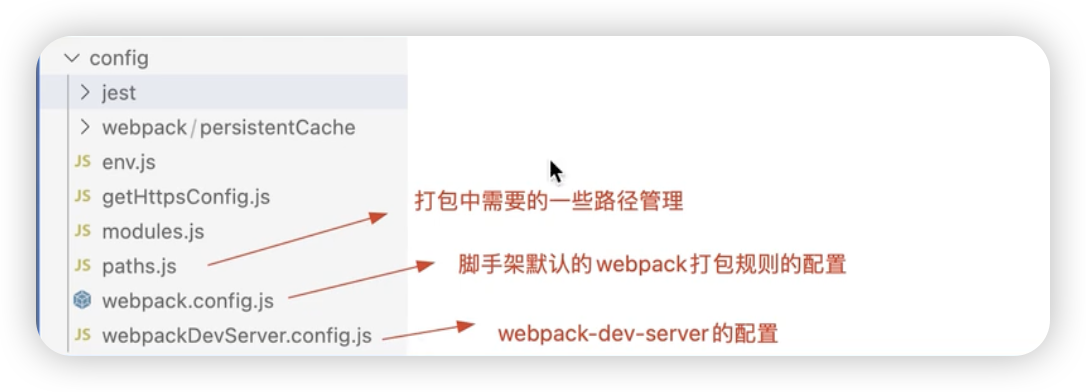 config
jest
webpack/persistentCache
JS env.js
JS getHttpsConfig.js
打包中需要的一些路径管理
JS modules.js
JS paths.js
脚手架默认的webpack打包规则的配置
webpack.config.js
JS webpackDevServer.config.js
webpack-dev-server的配置